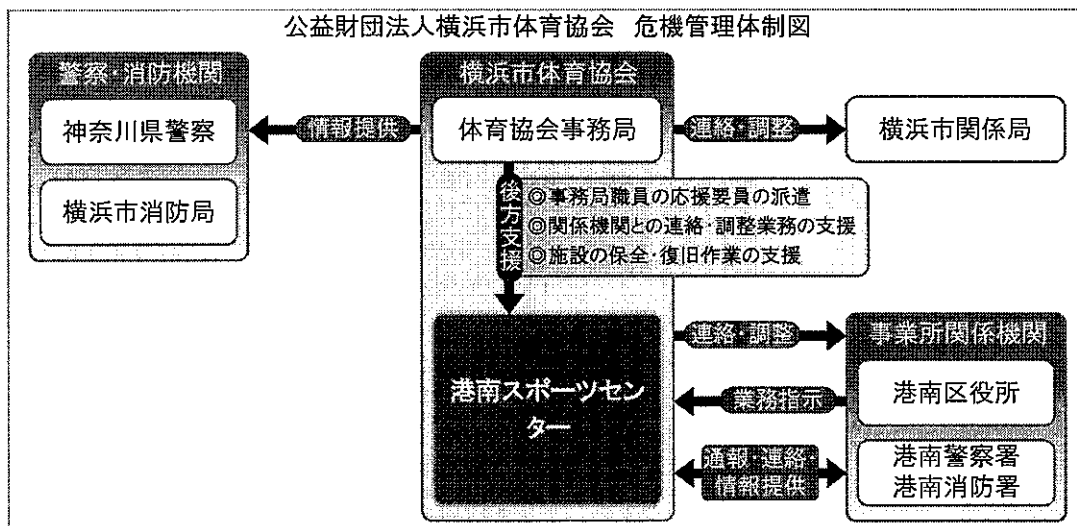 公益財団法人横浜市体育協会 危機管理体制図
警察・消防機関
神奈川県警察
横浜市消防局
情報提供
横浜市体育協会
体育協会事務局
連絡・調整
横浜市関係局
後方支援
◎事務局職員の応援要員の派遣
◎関係機関との連絡・調整業務の支援
◎施設の保全・復旧作業の支援
港南スポーツセン
ター
連絡・調整
業務指示
通報・連絡・
情報提供
事業所関係機関
港南区役所
港南警察署
港南消防署